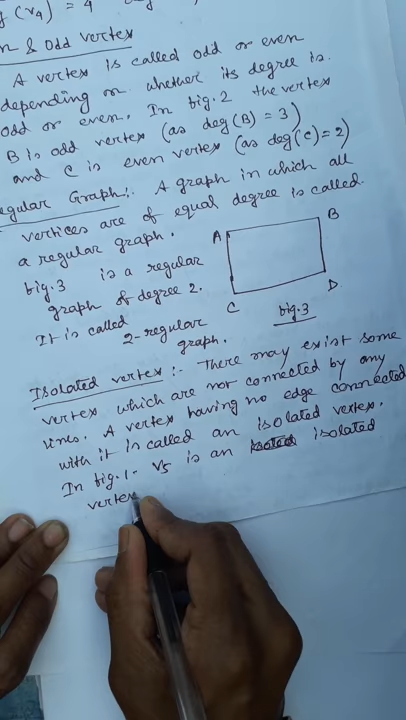 (v4) = 4
n & Odd vertex
A vertex is called odd or even
depending on whether its degree is
odd or even. In fig.2 the vertex
B is odd vertex (as deg(B) = 3)
and C is even vertex (as deg(C) = 2)
egular Graph:- A graph in which all
vertices are of equal degree is called
a regular graph.
fig.3 is a regular
graph of degree 2.
It is called
2-regular
graph.
A
B
C
D
fig.3
Isolated vertex:- There may exist some
vertex which are not connected by any
lines. A vertex having no edge connected
with it is called an isolated vertex.
In fig.1- V5 is an isolated
vertex